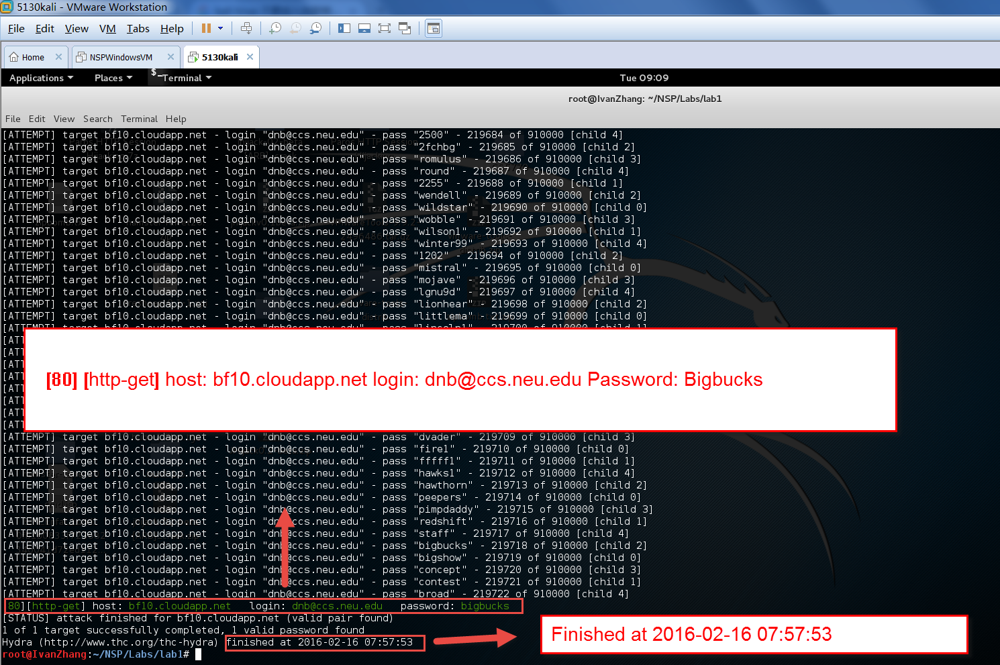 5130kali - VMware Workstation
File Edit View VM Tabs Help
Home NSPWindowsVM 5130kali
Applications Places Terminal Tue 09:09
root@IvanZhang: ~/NSP/Labs/lab1
File Edit View Search Terminal Help
[ATTEMPT] target bf10.cloudapp.net - login "dnb@ccs.neu.edu" - pass "2500" - 219684 of 910000 [child 4]
[ATTEMPT] target bf10.cloudapp.net - login "dnb@ccs.neu.edu" - pass "2fchbg" - 219685 of 910000 [child 2]
[ATTEMPT] target bf10.cloudapp.net - login "dnb@ccs.neu.edu" - pass "romulus" - 219686 of 910000 [child 3]
[ATTEMPT] target bf10.cloudapp.net - login "dnb@ccs.neu.edu" - pass "round" - 219687 of 910000 [child 4]
[ATTEMPT] target bf10.cloudapp.net - login "dnb@ccs.neu.edu" - pass "2255" - 219688 of 910000 [child 1]
[ATTEMPT] target bf10.cloudapp.net - login "dnb@ccs.neu.edu" - pass "wendell" - 219689 of 910000 [child 2]
[ATTEMPT] target bf10.cloudapp.net - login "dnb@ccs.neu.edu" - pass "wildstar" - 219690 of 910000 [child 0]
[ATTEMPT] target bf10.cloudapp.net - login "dnb@ccs.neu.edu" - pass "wobble" - 219691 of 910000 [child 3]
[ATTEMPT] target bf10.cloudapp.net - login "dnb@ccs.neu.edu" - pass "wilson1" - 219692 of 910000 [child 1]
[ATTEMPT] target bf10.cloudapp.net - login "dnb@ccs.neu.edu" - pass "winter99" - 219693 of 910000 [child 4]
[ATTEMPT] target bf10.cloudapp.net - login "dnb@ccs.neu.edu" - pass "1202" - 219694 of 910000 [child 2]
[ATTEMPT] target bf10.cloudapp.net - login "dnb@ccs.neu.edu" - pass "mistral" - 219695 of 910000 [child 0]
[ATTEMPT] target bf10.cloudapp.net - login "dnb@ccs.neu.edu" - pass "mojave" - 219696 of 910000 [child 3]
[ATTEMPT] target bf10.cloudapp.net - login "dnb@ccs.neu.edu" - pass "lgnu9d" - 219697 of 910000 [child 4]
[ATTEMPT] target bf10.cloudapp.net - login "dnb@ccs.neu.edu" - pass "lionhear" - 219698 of 910000 [child 2]
[ATTEMPT] target bf10.cloudapp.net - login "dnb@ccs.neu.edu" - pass "littlema" - 219699 of 910000 [child 0]
[ATTEMPT] target bf10.cloudapp.net - login "dnb@ccs.neu.edu" - pass "lincoln1" - 219700 of 910000 [child 1]
[80] [http-get] host: bf10.cloudapp.net login: dnb@ccs.neu.edu Password: Bigbucks
[ATTEMPT] target bf10.cloudapp.net - login "dnb@ccs.neu.edu" - pass "dvader" - 219709 of 910000 [child 3]
[ATTEMPT] target bf10.cloudapp.net - login "dnb@ccs.neu.edu" - pass "fire1" - 219710 of 910000 [child 0]
[ATTEMPT] target bf10.cloudapp.net - login "dnb@ccs.neu.edu" - pass "fffff1" - 219711 of 910000 [child 1]
[ATTEMPT] target bf10.cloudapp.net - login "dnb@ccs.neu.edu" - pass "hawks1" - 219712 of 910000 [child 4]
[ATTEMPT] target bf10.cloudapp.net - login "dnb@ccs.neu.edu" - pass "hawthorn" - 219713 of 910000 [child 2]
[ATTEMPT] target bf10.cloudapp.net - login "dnb@ccs.neu.edu" - pass "peepers" - 219714 of 910000 [child 0]
[ATTEMPT] target bf10.cloudapp.net - login "dnb@ccs.neu.edu" - pass "pimpdaddy" - 219715 of 910000 [child 3]
[ATTEMPT] target bf10.cloudapp.net - login "dnb@ccs.neu.edu" - pass "redshift" - 219716 of 910000 [child 1]
[ATTEMPT] target bf10.cloudapp.net - login "dnb@ccs.neu.edu" - pass "staff" - 219717 of 910000 [child 4]
[ATTEMPT] target bf10.cloudapp.net - login "dnb@ccs.neu.edu" - pass "bigbucks" - 219718 of 910000 [child 2]
[ATTEMPT] target bf10.cloudapp.net - login "dnb@ccs.neu.edu" - pass "bigshow" - 219719 of 910000 [child 0]
[ATTEMPT] target bf10.cloudapp.net - login "dnb@ccs.neu.edu" - pass "concept" - 219720 of 910000 [child 3]
[ATTEMPT] target bf10.cloudapp.net - login "dnb@ccs.neu.edu" - pass "contest" - 219721 of 910000 [child 1]
[ATTEMPT] target bf10.cloudapp.net - login "dnb@ccs.neu.edu" - pass "broad" - 219722 of 910000 [child 4]
80][http-get] host: bf10.cloudapp.net login: dnb@ccs.neu.edu password: bigbucks
[STATUS] attack finished for bf10.cloudapp.net (valid pair found)
1 of 1 target successfully completed, 1 valid password found
Hydra (http://www.thc.org/thc-hydra) finished at 2016-02-16 07:57:53
Finished at 2016-02-16 07:57:53
root@IvanZhang:~/NSP/Labs/lab1#